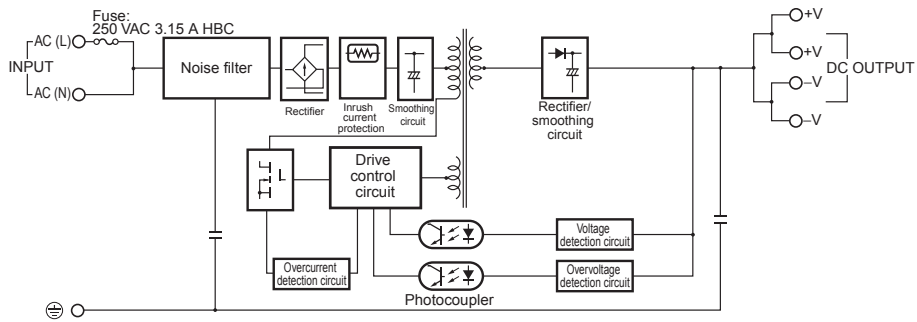 Fuse:
250 VAC 3.15 A HBC
AC (L)
INPUT
AC (N)
Noise filter
Rectifier
Inrush
current
protection
Smoothing
circuit
Rectifier/
smoothing
circuit
+V
+V
DC OUTPUT
−V
−V
Drive
control
circuit
Overcurrent
detection circuit
Voltage
detection circuit
Overvoltage
detection circuit
Photocoupler